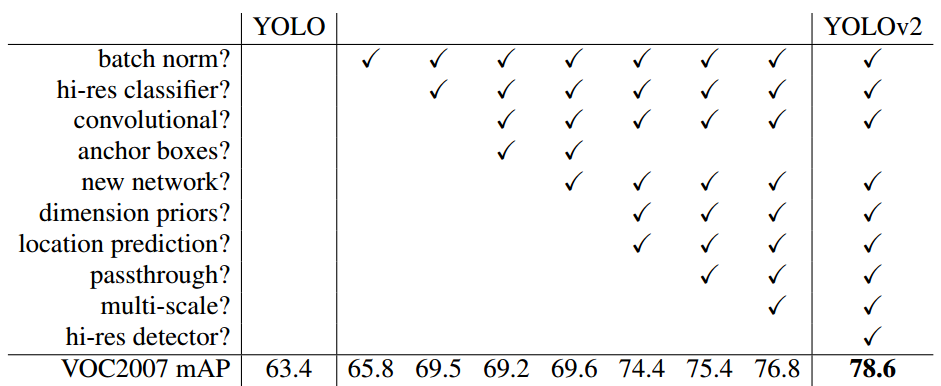 YOLO YOLOv2
batch norm? ✓ ✓ ✓ ✓ ✓ ✓ ✓ ✓
hi-res classifier? ✓ ✓ ✓ ✓ ✓ ✓ ✓
convolutional? ✓ ✓ ✓ ✓ ✓ ✓
anchor boxes? ✓ ✓
new network? ✓ ✓ ✓ ✓ ✓
dimension priors? ✓ ✓ ✓ ✓
location prediction? ✓ ✓ ✓ ✓
passthrough? ✓ ✓ ✓
multi-scale? ✓ ✓
hi-res detector? ✓
VOC2007 mAP 63.4 65.8 69.5 69.2 69.6 74.4 75.4 76.8 78.6